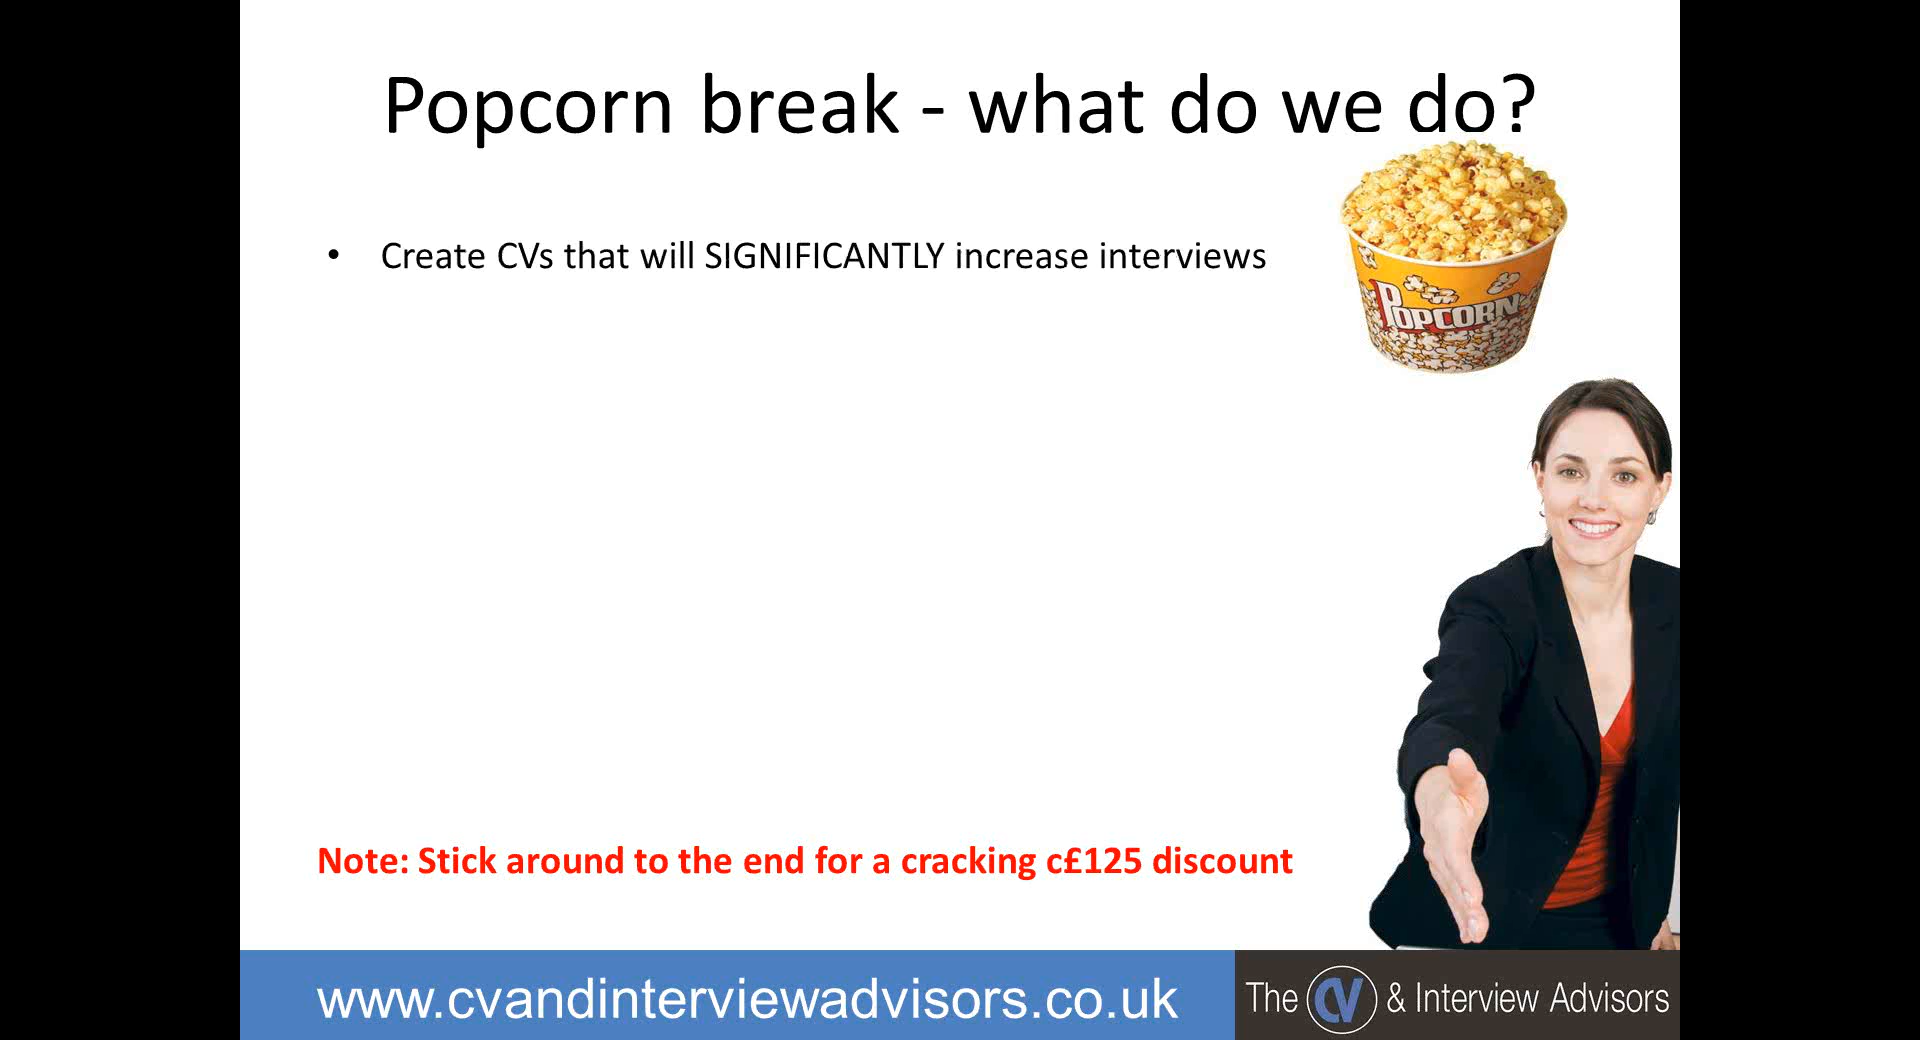 Popcorn break - what do we do?
• Create CVs that will SIGNIFICANTLY increase interviews
POPCORN
Note: Stick around to the end for a cracking c£125 discount
www.cvandinterviewadvisors.co.uk
The CV & Interview Advisors